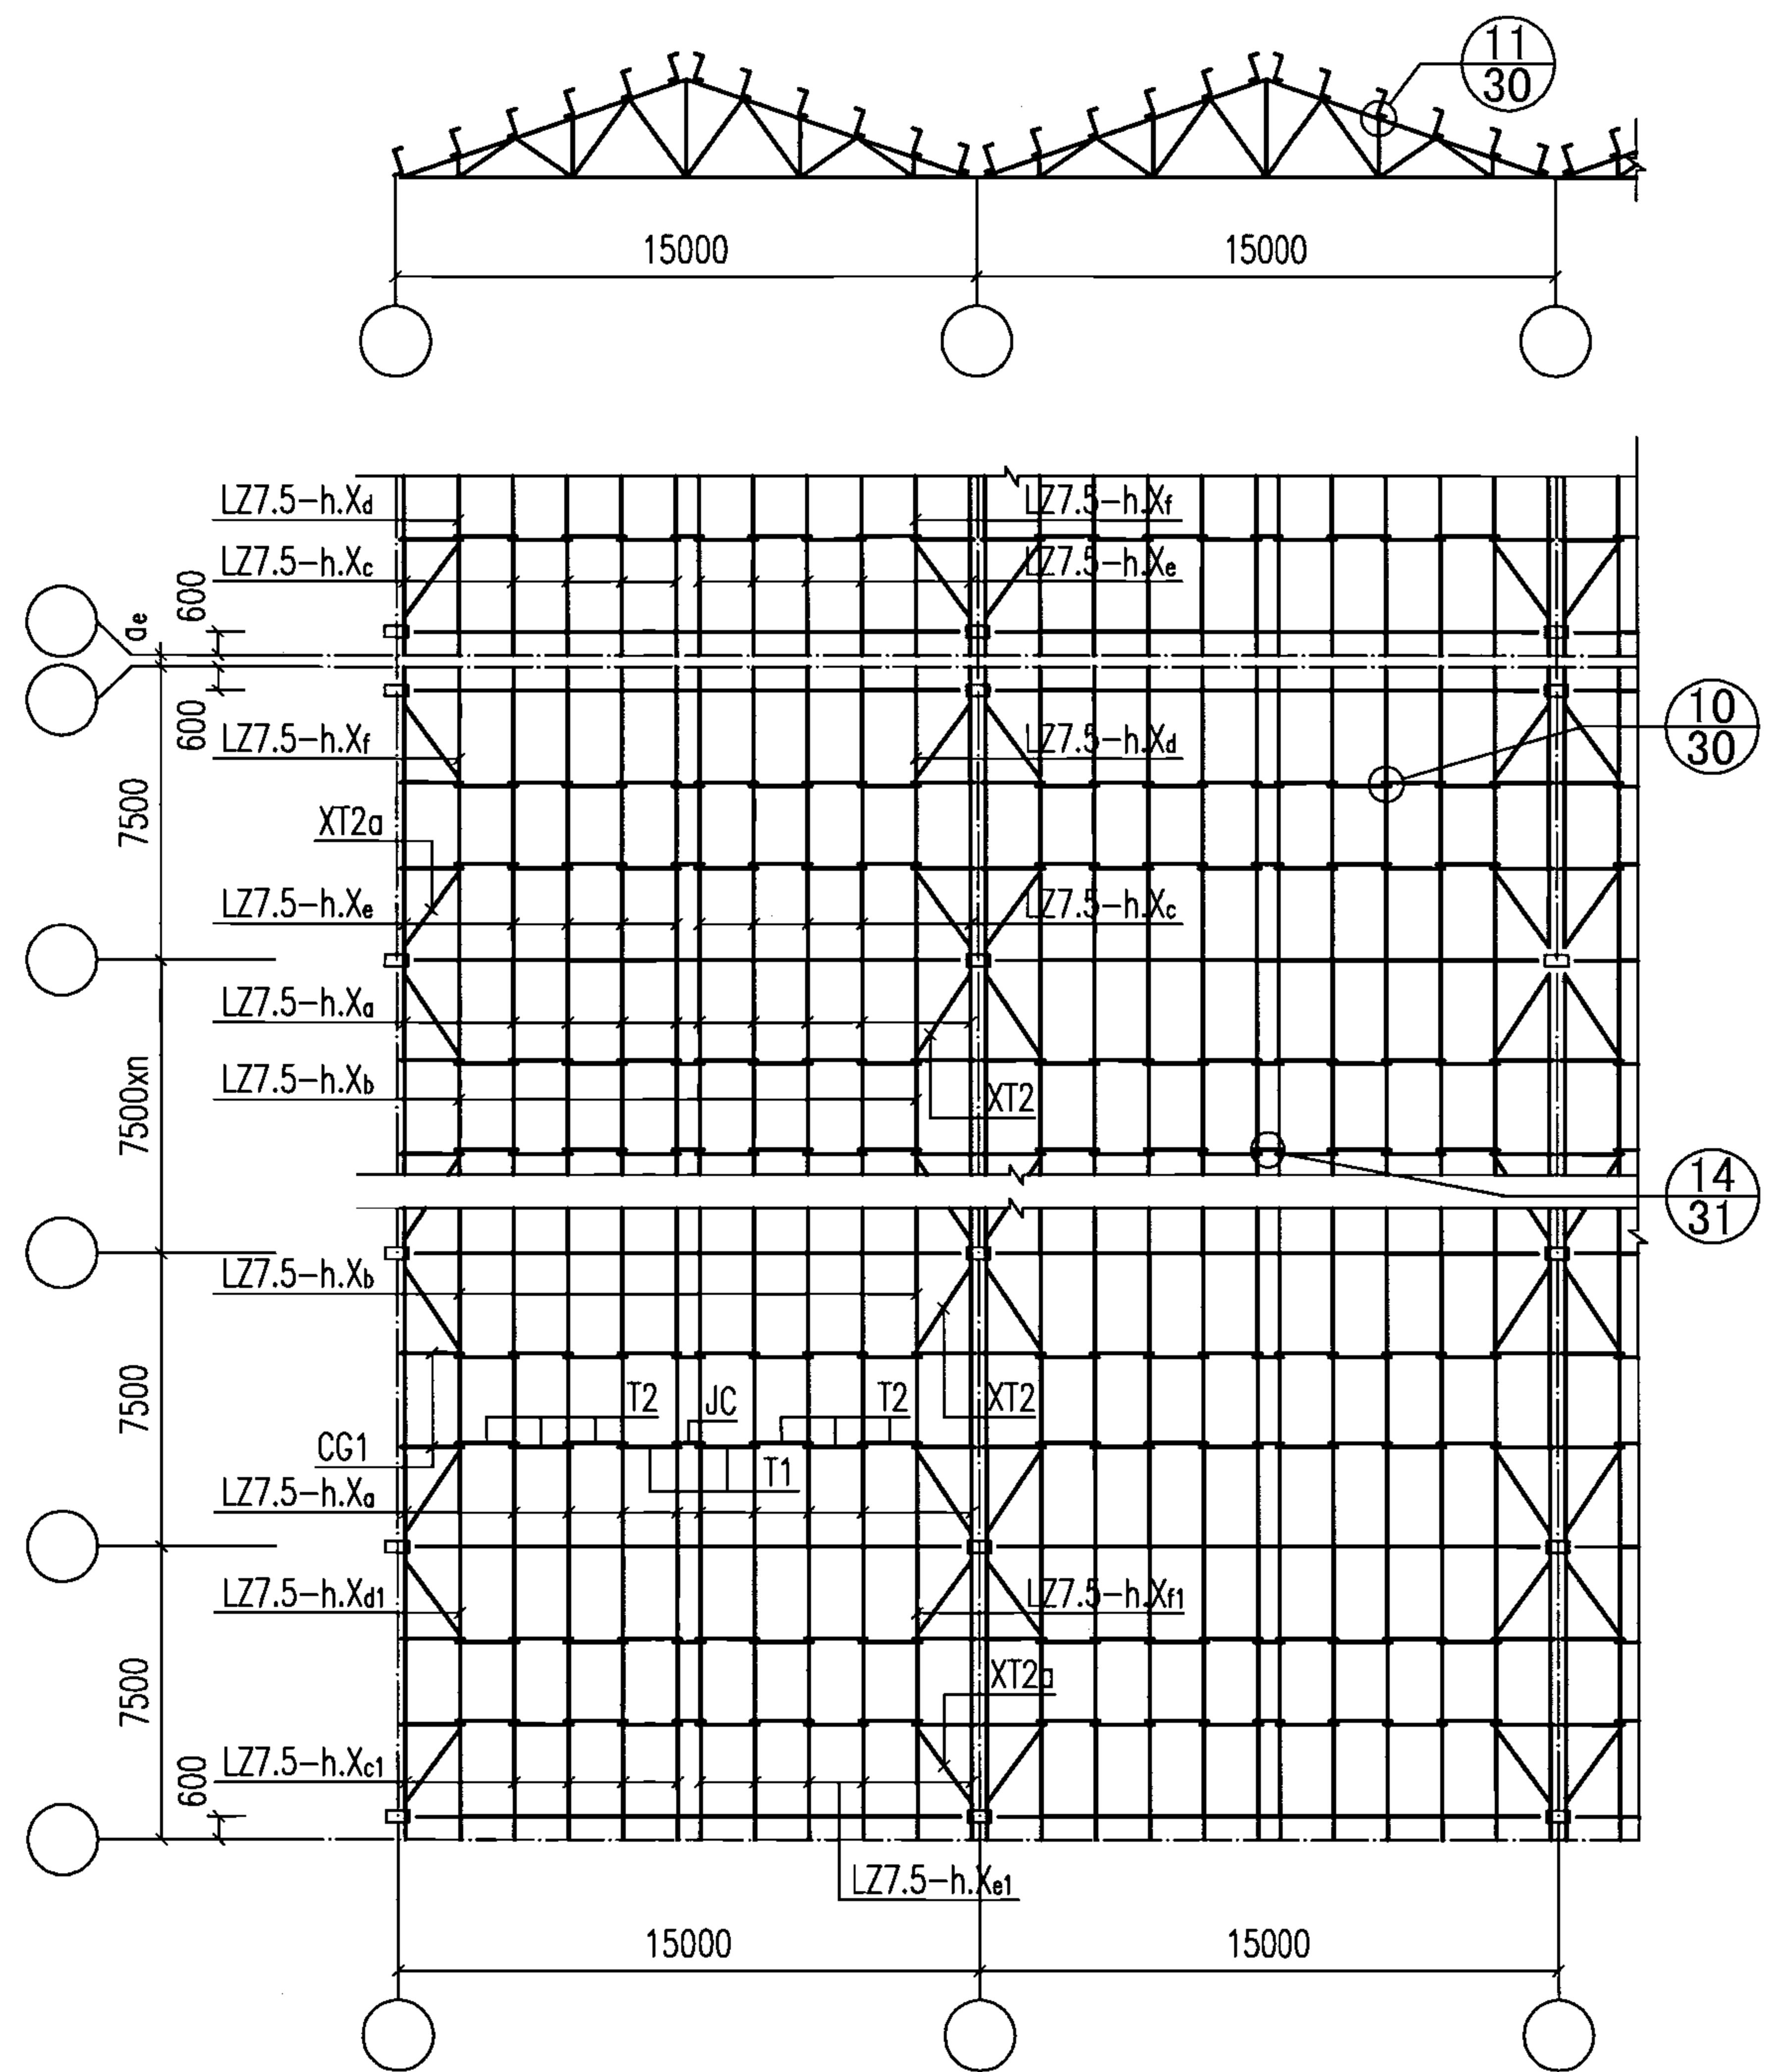 11
30
15000
15000
LZ7.5-h.Xd
LZ7.5-h.Xf
LZ7.5-h.Xc
LZ7.5-h.Xe
600
ae
600
LZ7.5-h.Xf
LZ7.5-h.Xd
10
30
7500
XT2a
LZ7.5-h.Xe
LZ7.5-h.Xc
LZ7.5-h.Xa
7500xn
LZ7.5-h.Xb
XT2
14
31
LZ7.5-h.Xb
7500
T2
JC
T2
XT2
CG1
T1
LZ7.5-h.Xa
LZ7.5-h.Xd1
LZ7.5-h.Xf1
7500
XT2a
LZ7.5-h.Xc1
600
LZ7.5-h.Xe1
15000
15000